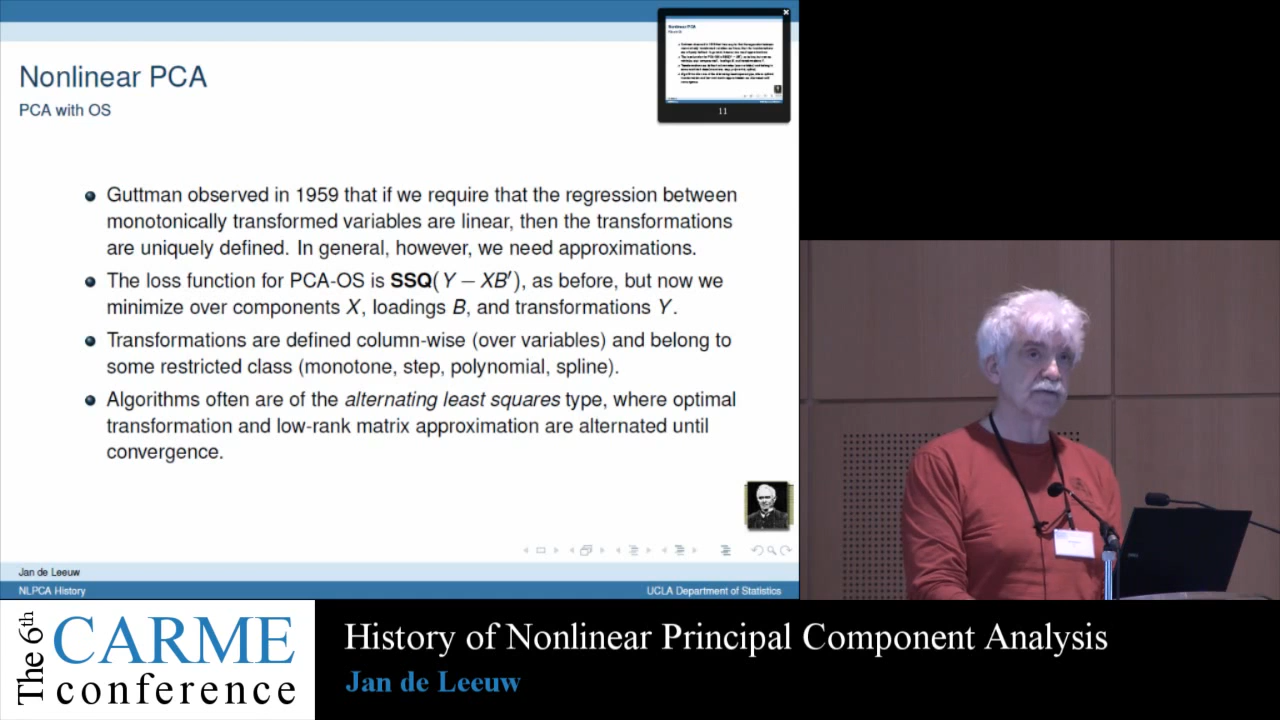 Nonlinear PCA
PCA with OS
11
Guttman observed in 1959 that if we require that the regression between
monotonically transformed variables are linear, then the transformations
are uniquely defined. In general, however, we need approximations.
The loss function for PCA-OS is SSQ(Y − XB′), as before, but now we
minimize over components X, loadings B, and transformations Y.
Transformations are defined column-wise (over variables) and belong to
some restricted class (monotone, step, polynomial, spline).
Algorithms often are of the alternating least squares type, where optimal
transformation and low-rank matrix approximation are alternated until
convergence.
Jan de Leeuw
NLPCA History
UCLA Department of Statistics
The 6th
CARME
conference
History of Nonlinear Principal Component Analysis
Jan de Leeuw